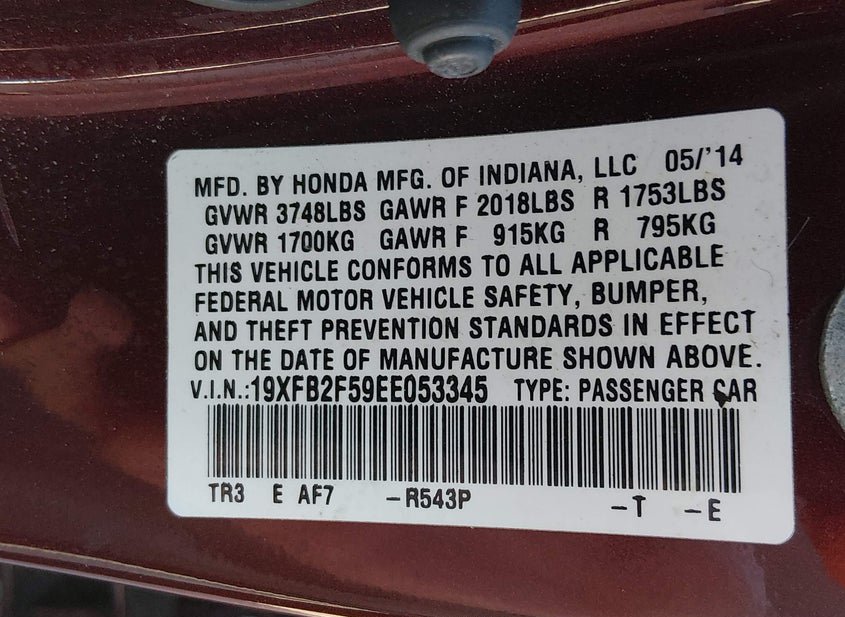 MFD. BY HONDA MFG. OF INDIANA, LLC 05/'14
GVWR 3748LBS GAWR F 2018LBS R 1753LBS
GVWR 1700KG GAWR F 915KG R 795KG
THIS VEHICLE CONFORMS TO ALL APPLICABLE
FEDERAL MOTOR VEHICLE SAFETY, BUMPER,
AND THEFT PREVENTION STANDARDS IN EFFECT
ON THE DATE OF MANUFACTURE SHOWN ABOVE.
V.I.N.:19XFB2F59EE053345 TYPE: PASSENGER CAR
TR3 E AF7 -R543P -T -E